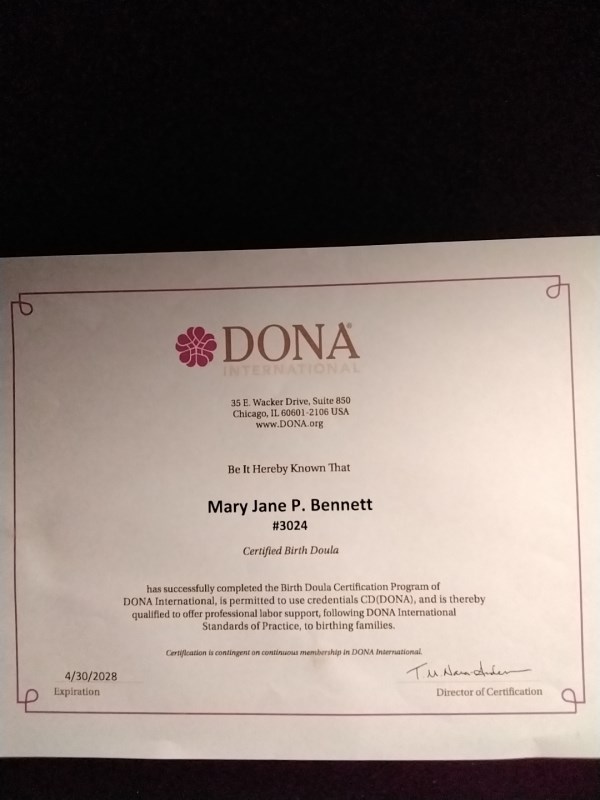 DONA®
INTERNATIONAL
35 E. Wacker Drive, Suite 850
Chicago, IL 60601-2106 USA
www.DONA.org
Be It Hereby Known That
Mary Jane P. Bennett
#3024
Certified Birth Doula
has successfully completed the Birth Doula Certification Program of
DONA International, is permitted to use credentials CD(DONA), and is thereby
qualified to offer professional labor support, following DONA International
Standards of Practice, to birthing families.
Certification is contingent on continuous membership in DONA International.
4/30/2028
Expiration
Director of Certification